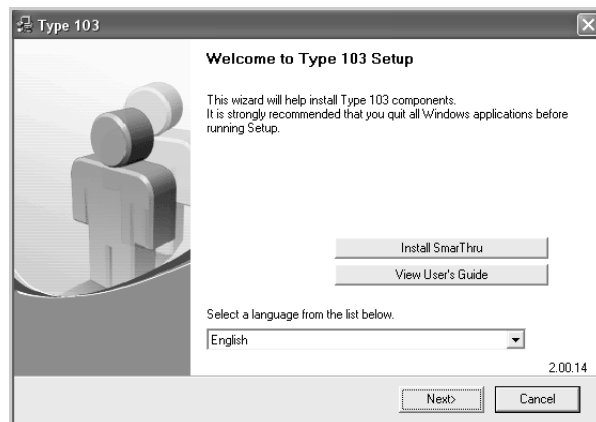 Type 103
Welcome to Type 103 Setup
This wizard will help install Type 103 components.
It is strongly recommended that you quit all Windows applications before
running Setup.
Install SmarThru
View User's Guide
Select a language from the list below.
English
2.00.14
Next>
Cancel